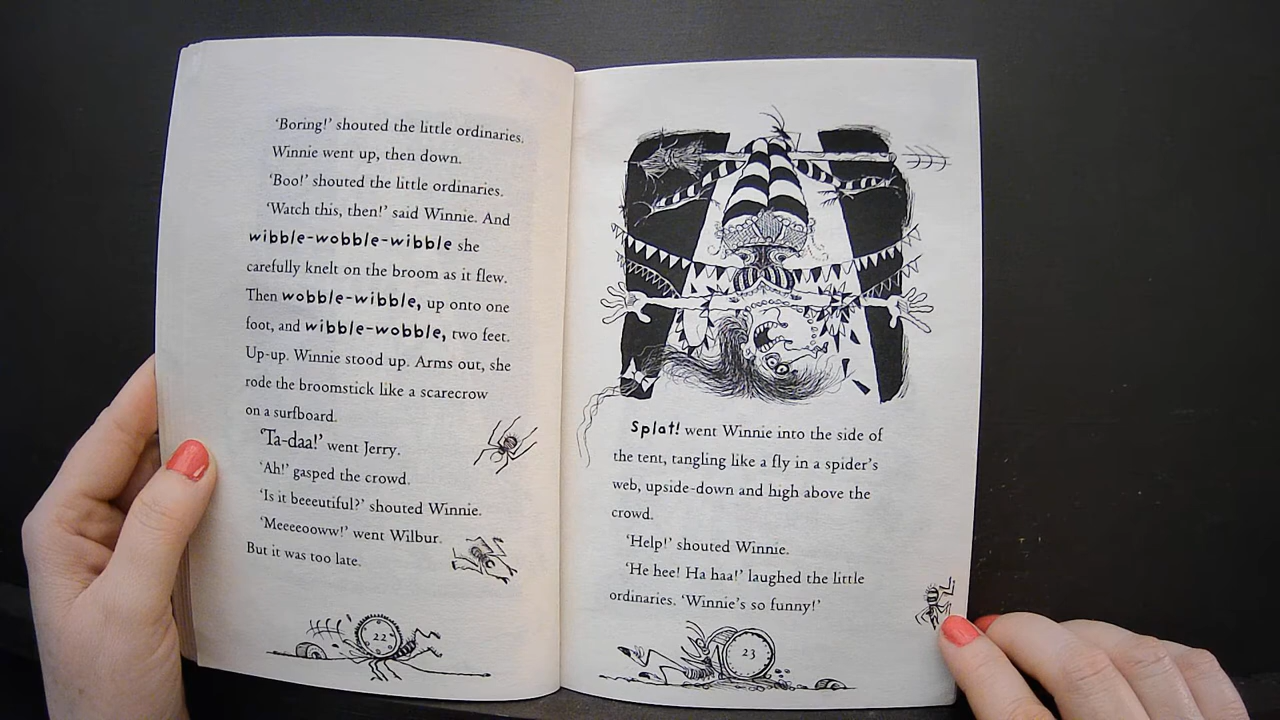 ‘Boring!’ shouted the little ordinaries.
Winnie went up, then down.
‘Boo!’ shouted the little ordinaries.
‘Watch this, then!’ said Winnie. And
wibble-wobble-wibble she
carefully knelt on the broom as it flew.
Then wobble-wibble, up onto one
foot, and wibble-wobble, two feet.
Up-up. Winnie stood up. Arms out, she
rode the broomstick like a scarecrow
on a surfboard.
‘Ta-daa!’ went Jerry.
‘Ah!’ gasped the crowd.
‘Is it beeeutiful?’ shouted Winnie.
‘Meeeeooww!’ went Wilbur.
But it was too late.
22
Splat! went Winnie into the side of
the tent, tangling like a fly in a spider’s
web, upside-down and high above the
crowd.
‘Help!’ shouted Winnie.
‘He hee! Ha haa!’ laughed the little
ordinaries. ‘Winnie’s so funny!’
23